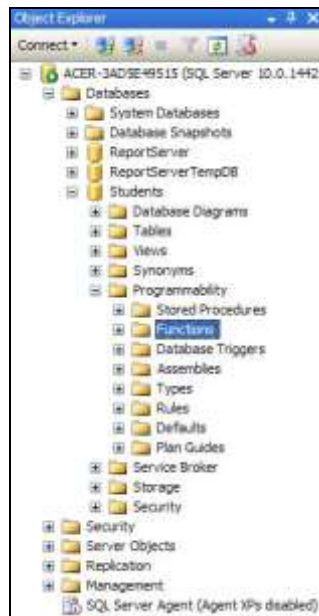 Object Explorer
Connect
ACER-3AD5E49515 (SQL Server 10.0.1442
Databases
System Databases
Database Snapshots
ReportServer
ReportServerTempDB
Students
Database Diagrams
Tables
Views
Synonyms
Programmability
Stored Procedures
Functions
Database Triggers
Assemblies
Types
Rules
Defaults
Plan Guides
Service Broker
Storage
Security
Security
Server Objects
Replication
Management
SQL Server Agent (Agent XPs disabled)